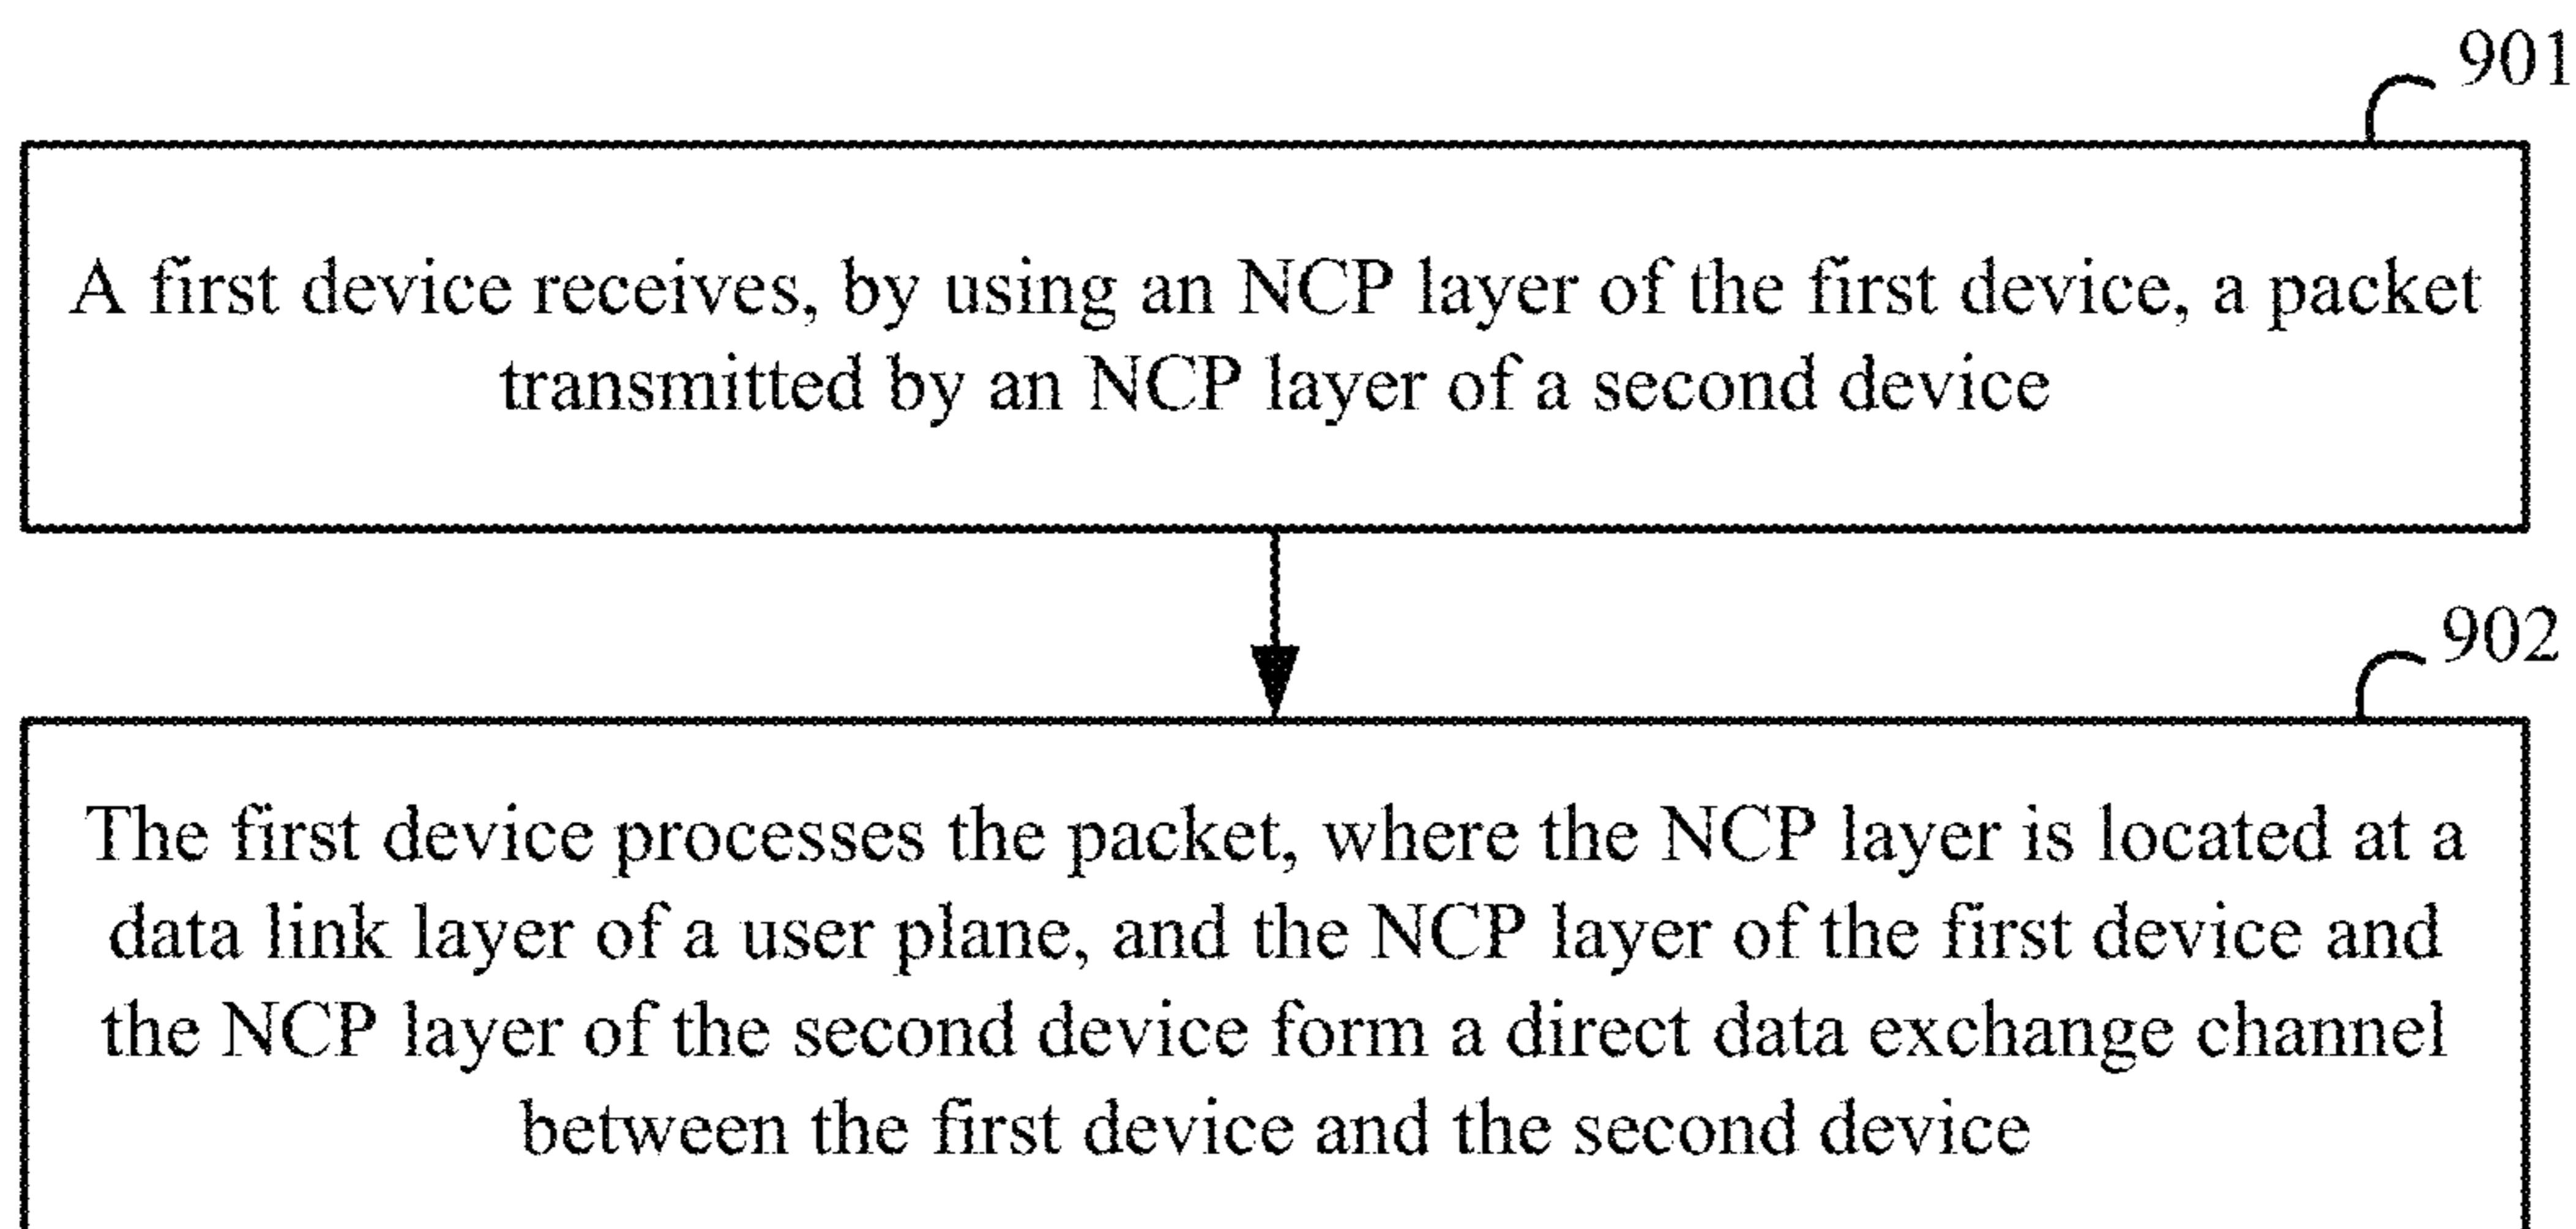 901
A first device receives, by using an NCP layer of the first device, a packet
transmitted by an NCP layer of a second device
902
The first device processes the packet, where the NCP layer is located at a
data link layer of a user plane, and the NCP layer of the first device and
the NCP layer of the second device form a direct data exchange channel
between the first device and the second device